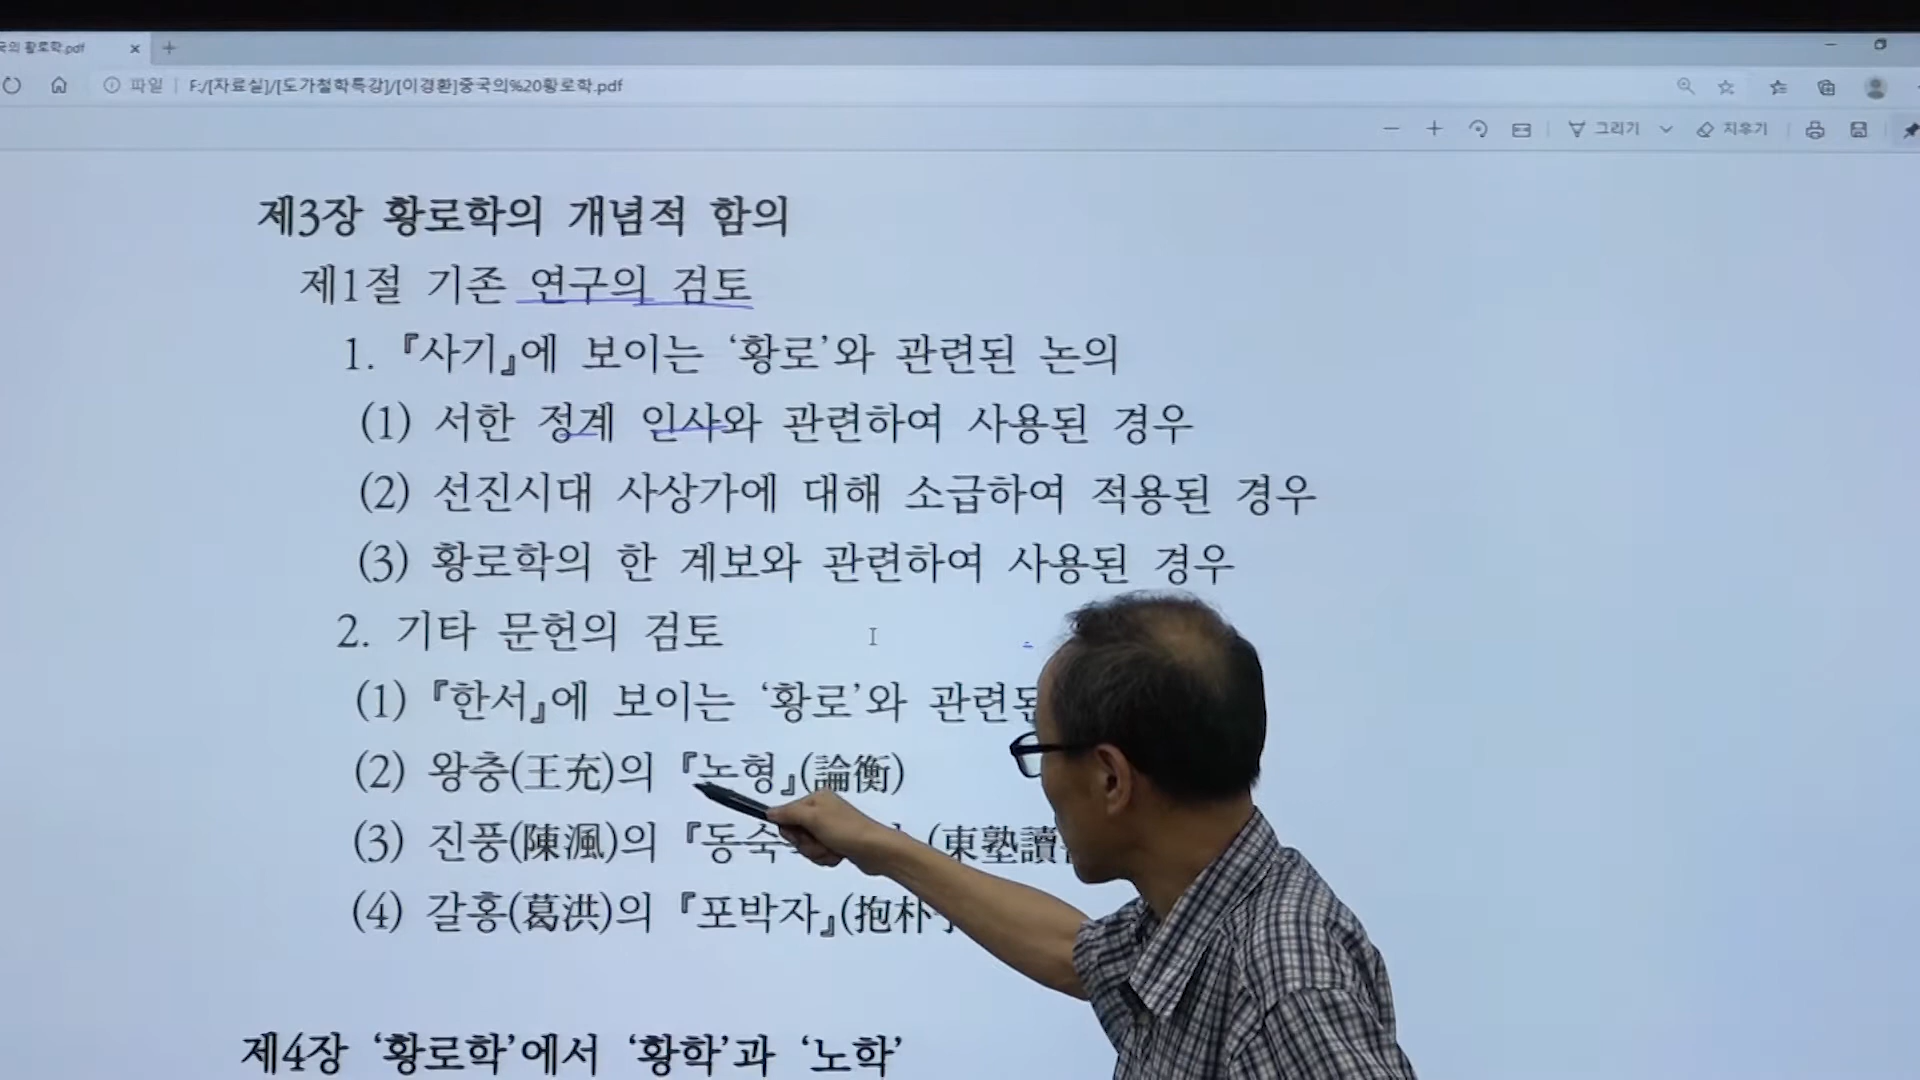 국의 황로학.pdf
파일 F:/[자료실]/[도가철학특강]/[이경환]중국의%20황로학.pdf
그리기 지우기
제3장 황로학의 개념적 함의
제1절 기존 연구의 검토
1. 『사기』에 보이는 ‘황로’와 관련된 논의
(1) 서한 정계 인사와 관련하여 사용된 경우
(2) 선진시대 사상가에 대해 소급하여 적용된 경우
(3) 황로학의 한 계보와 관련하여 사용된 경우
2. 기타 문헌의 검토
(1) 『한서』에 보이는 ‘황로’와 관련된
(2) 왕충(王充)의 『노형』(論衡)
(3) 진풍(陳渢)의 『동숙 (東塾讀
(4) 갈홍(葛洪)의 『포박자』(抱朴
제4장 ‘황로학’에서 ‘황학’과 ‘노학’